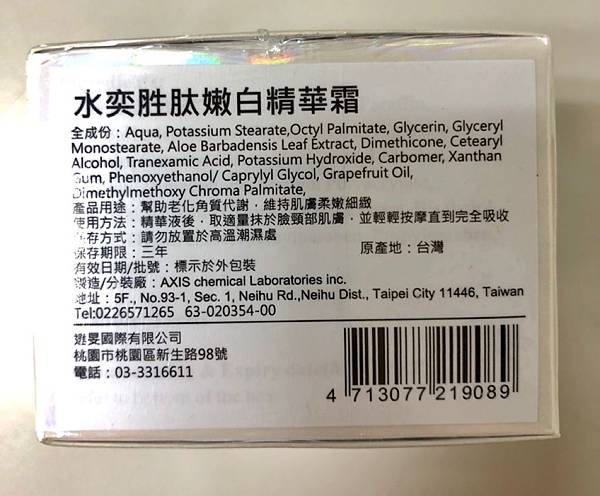 水奕胜肽嫩白精華霜
全成份：Aqua, Potassium Stearate,Octyl Palmitate, Glycerin, Glyceryl
Monostearate, Aloe Barbadensis Leaf Extract, Dimethicone, Cetearyl
Alcohol, Tranexamic Acid, Potassium Hydroxide, Carbomer, Xanthan
Gum, Phenoxyethanol/ Caprylyl Glycol, Grapefruit Oil,
Dimethylmethoxy Chroma Palmitate,
產品用途：幫助老化角質代謝，維持肌膚柔嫩細緻
使用方法：精華液後，取適量抹於臉頸部肌膚，並輕輕按摩直到完全吸收
保存方式：請勿放置於高溫潮濕處
保存期限：三年 原產地：台灣
有效日期/批號：標示於外包裝
製造/分裝廠：AXIS chemical Laboratories inc.
地址：5F., No.93-1, Sec. 1, Neihu Rd.,Neihu Dist., Taipei City 11446, Taiwan
Tel:0226571265 63-020354-00
國際有限公司
桃園市桃園區新生路98號
電話：03-3316611
& Expiry date
bottom of the box
4 713077 219089